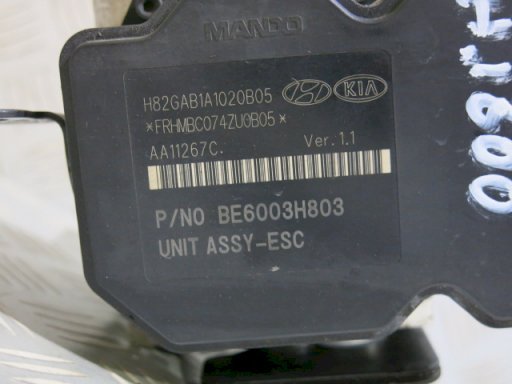 MANDO
H82GAB1A1020B05 KIA
*FRHMBC074ZU0B05*
AA11267C. Ver. 1.1
P/NO BE6003H803
UNIT ASSY-ESC